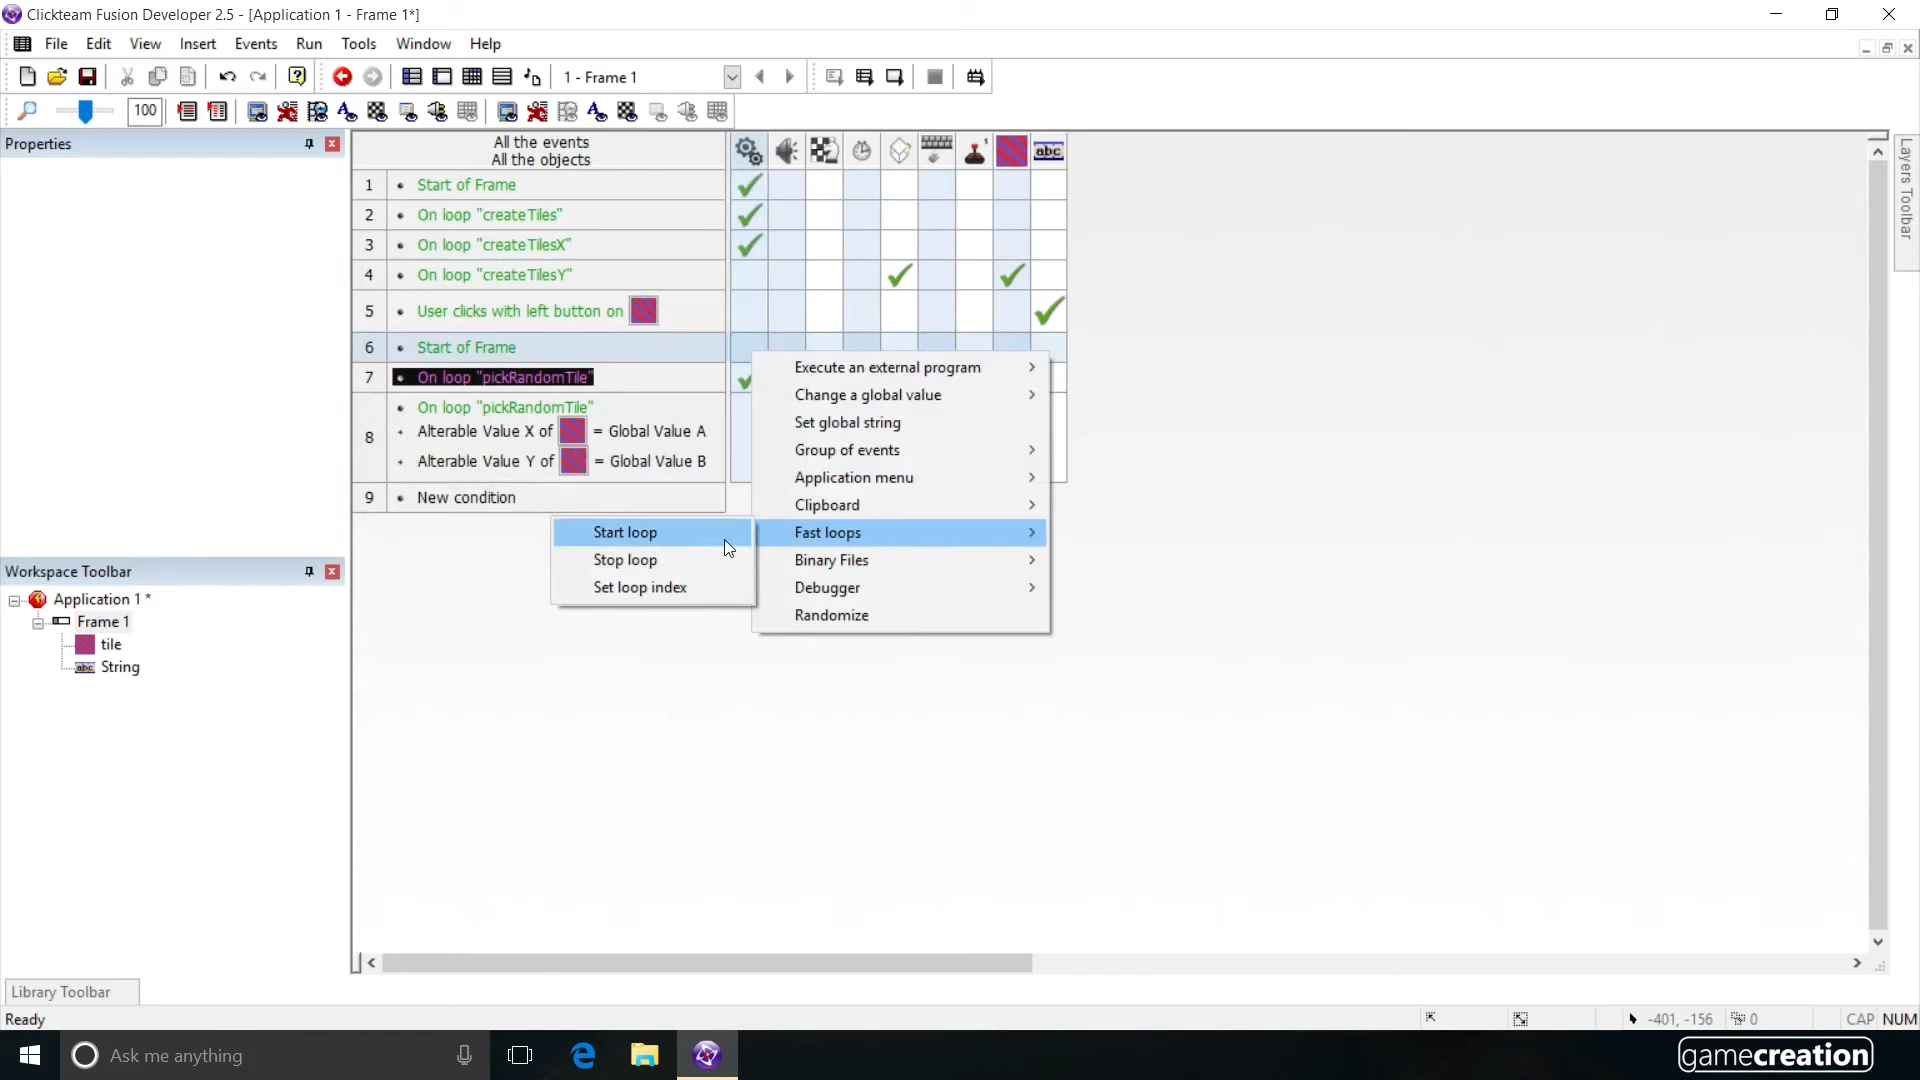 Clickteam Fusion Developer 2.5 - [Application 1 - Frame 1*]
File Edit View Insert Events Run Tools Window Help
1 - Frame 1
100
Properties
All the events
All the objects
1 • Start of Frame
2 • On loop "createTiles"
3 • On loop "createTilesX"
4 • On loop "createTilesY"
5 • User clicks with left button on
6 • Start of Frame
7 • On loop "pickRandomTile"
8
• On loop "pickRandomTile"
+ Alterable Value X of = Global Value A
+ Alterable Value Y of = Global Value B
9 • New condition
abc
Execute an external program
Change a global value
Set global string
Group of events
Application menu
Clipboard
Fast loops
Binary Files
Debugger
Randomize
Start loop
Stop loop
Set loop index
Layers Toolbar
Workspace Toolbar
Application 1 *
Frame 1
tile
abc String
Library Toolbar
Ready
-401, -156 0 CAP NUM
Ask me anything
gamecreation